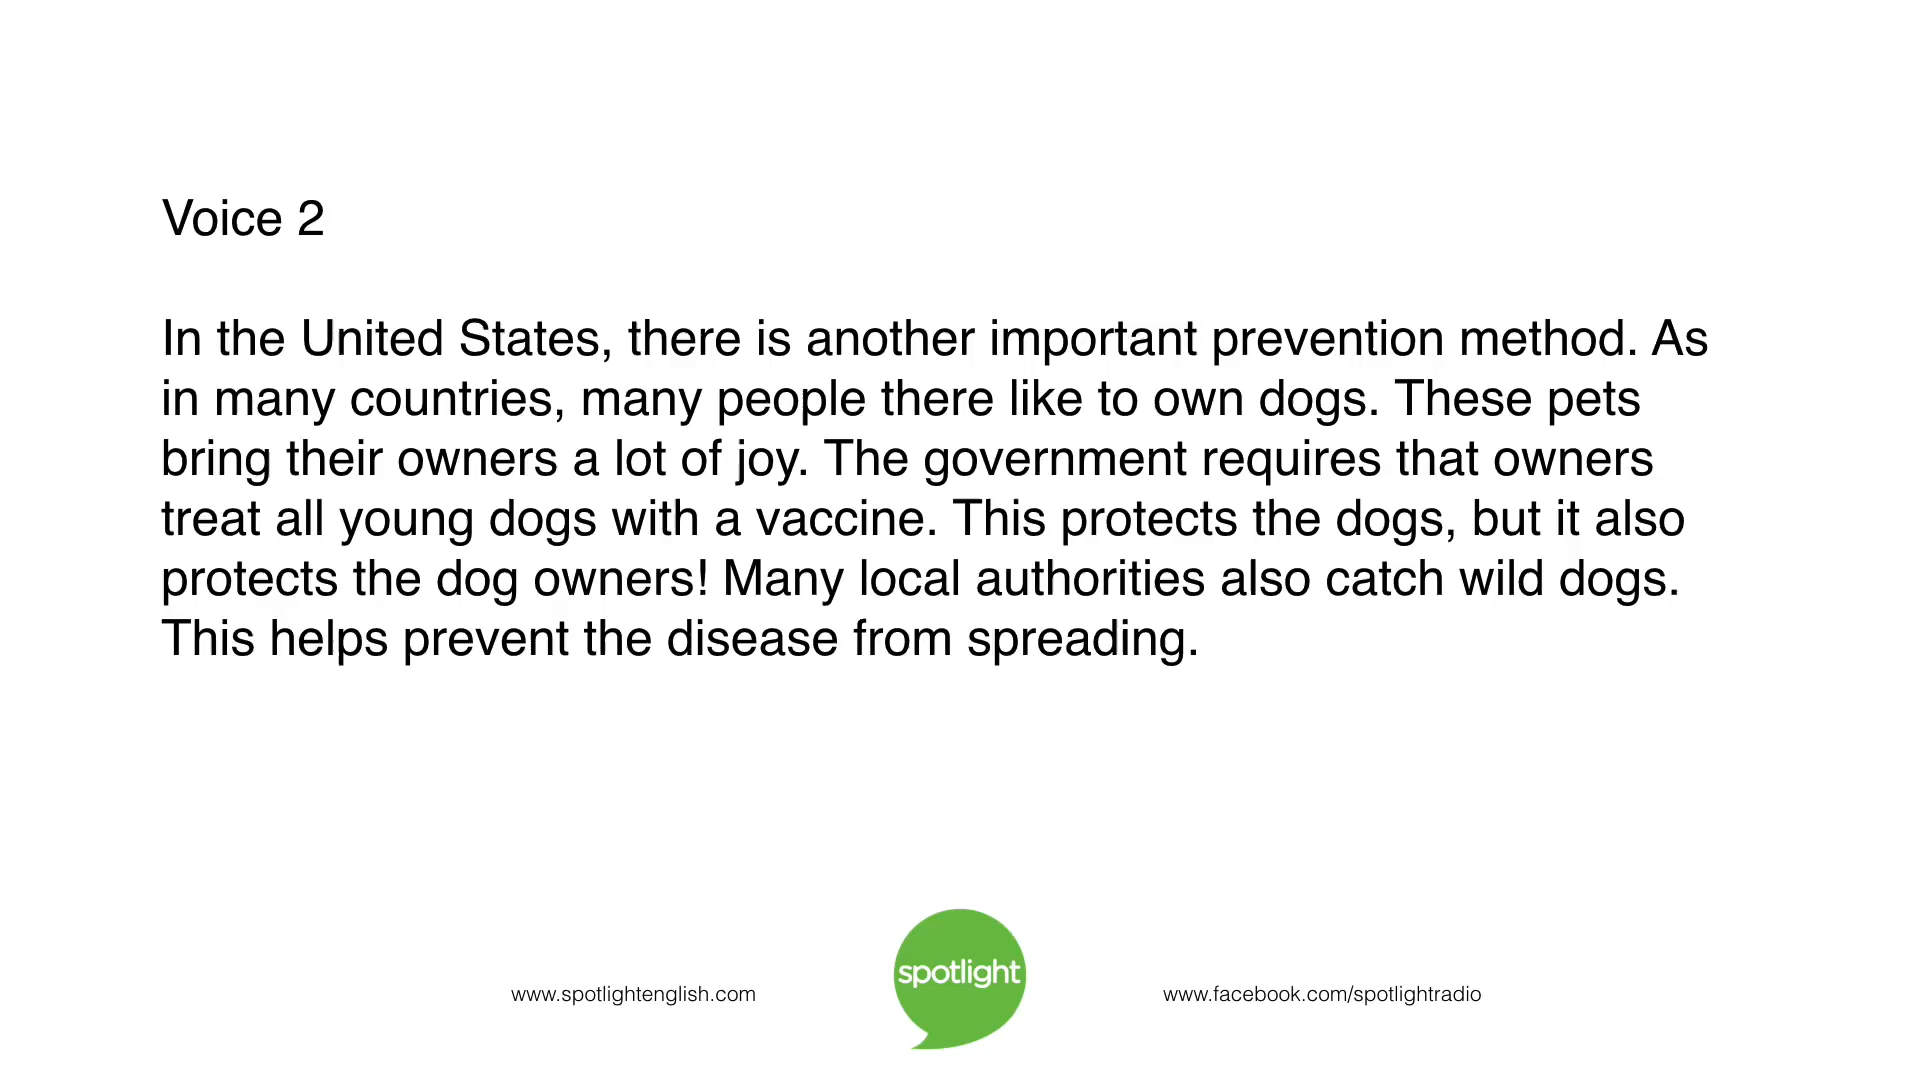 Voice 2
In the United States, there is another important prevention method. As
in many countries, many people there like to own dogs. These pets
bring their owners a lot of joy. The government requires that owners
treat all young dogs with a vaccine. This protects the dogs, but it also
protects the dog owners! Many local authorities also catch wild dogs.
This helps prevent the disease from spreading.
spotlight
www.spotlightenglish.com
www.facebook.com/spotlightradio